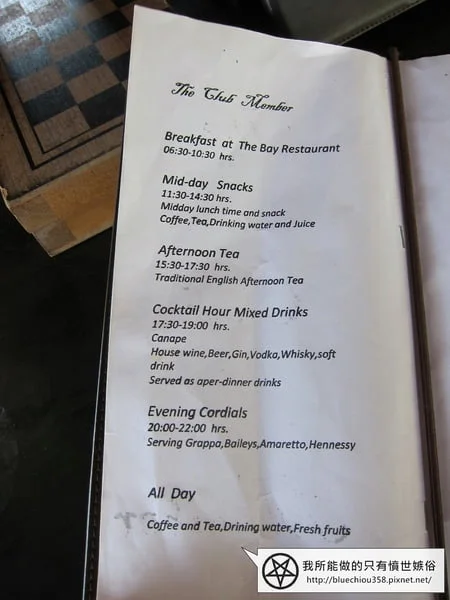 The Club Member
Breakfast at The Bay Restaurant
06:30-10:30 hrs.
Mid-day Snacks
11:30-14:30 hrs.
Midday lunch time and snack
Coffee,Tea,Drinking water and Juice
Afternoon Tea
15:30-17:30 hrs.
Traditional English Afternoon Tea
Cocktail Hour Mixed Drinks
17:30-19:00 hrs.
Canape
House wine,Beer,Gin,Vodka,Whisky,soft
drink
Served as aper-dinner drinks
Evening Cordials
20:00-22:00 hrs.
Serving Grappa,Baileys,Amaretto,Hennessy
All Day
Coffee and Tea,Drining water,Fresh fruits
我所能做的只有憤世嫉俗
http://bluechiou358.pixnet.net/